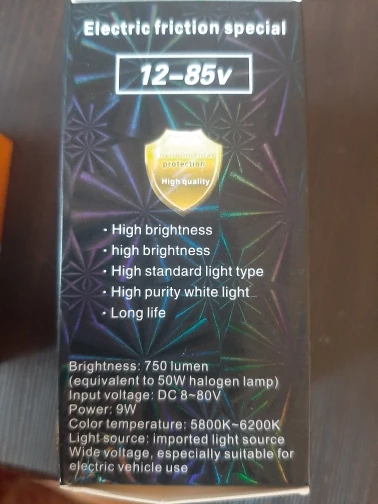 Electric friction special
12-85v
protection
High quality
· High brightness
· high brightness
· High standard light type
· High purity white light
· Long life
Brightness: 750 lumen
(equivalent to 50W halogen lamp)
Input voltage: DC 8~80V
Power: 9W
Color temperature: 5800K~6200K
Light source: imported light source
Wide voltage, especially suitable for
electric vehicle use